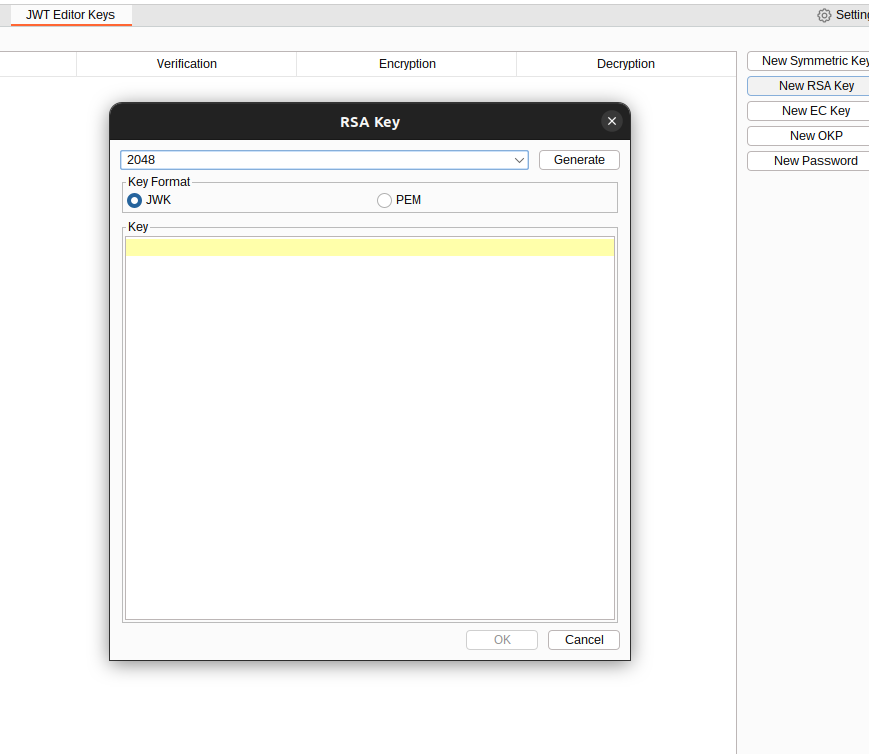 JWT Editor Keys
Settin
Verification Encryption Decryption
New Symmetric Key
New RSA Key
New EC Key
New OKP
New Password
RSA Key
2048
Generate
Key Format
JWK PEM
Key
OK Cancel